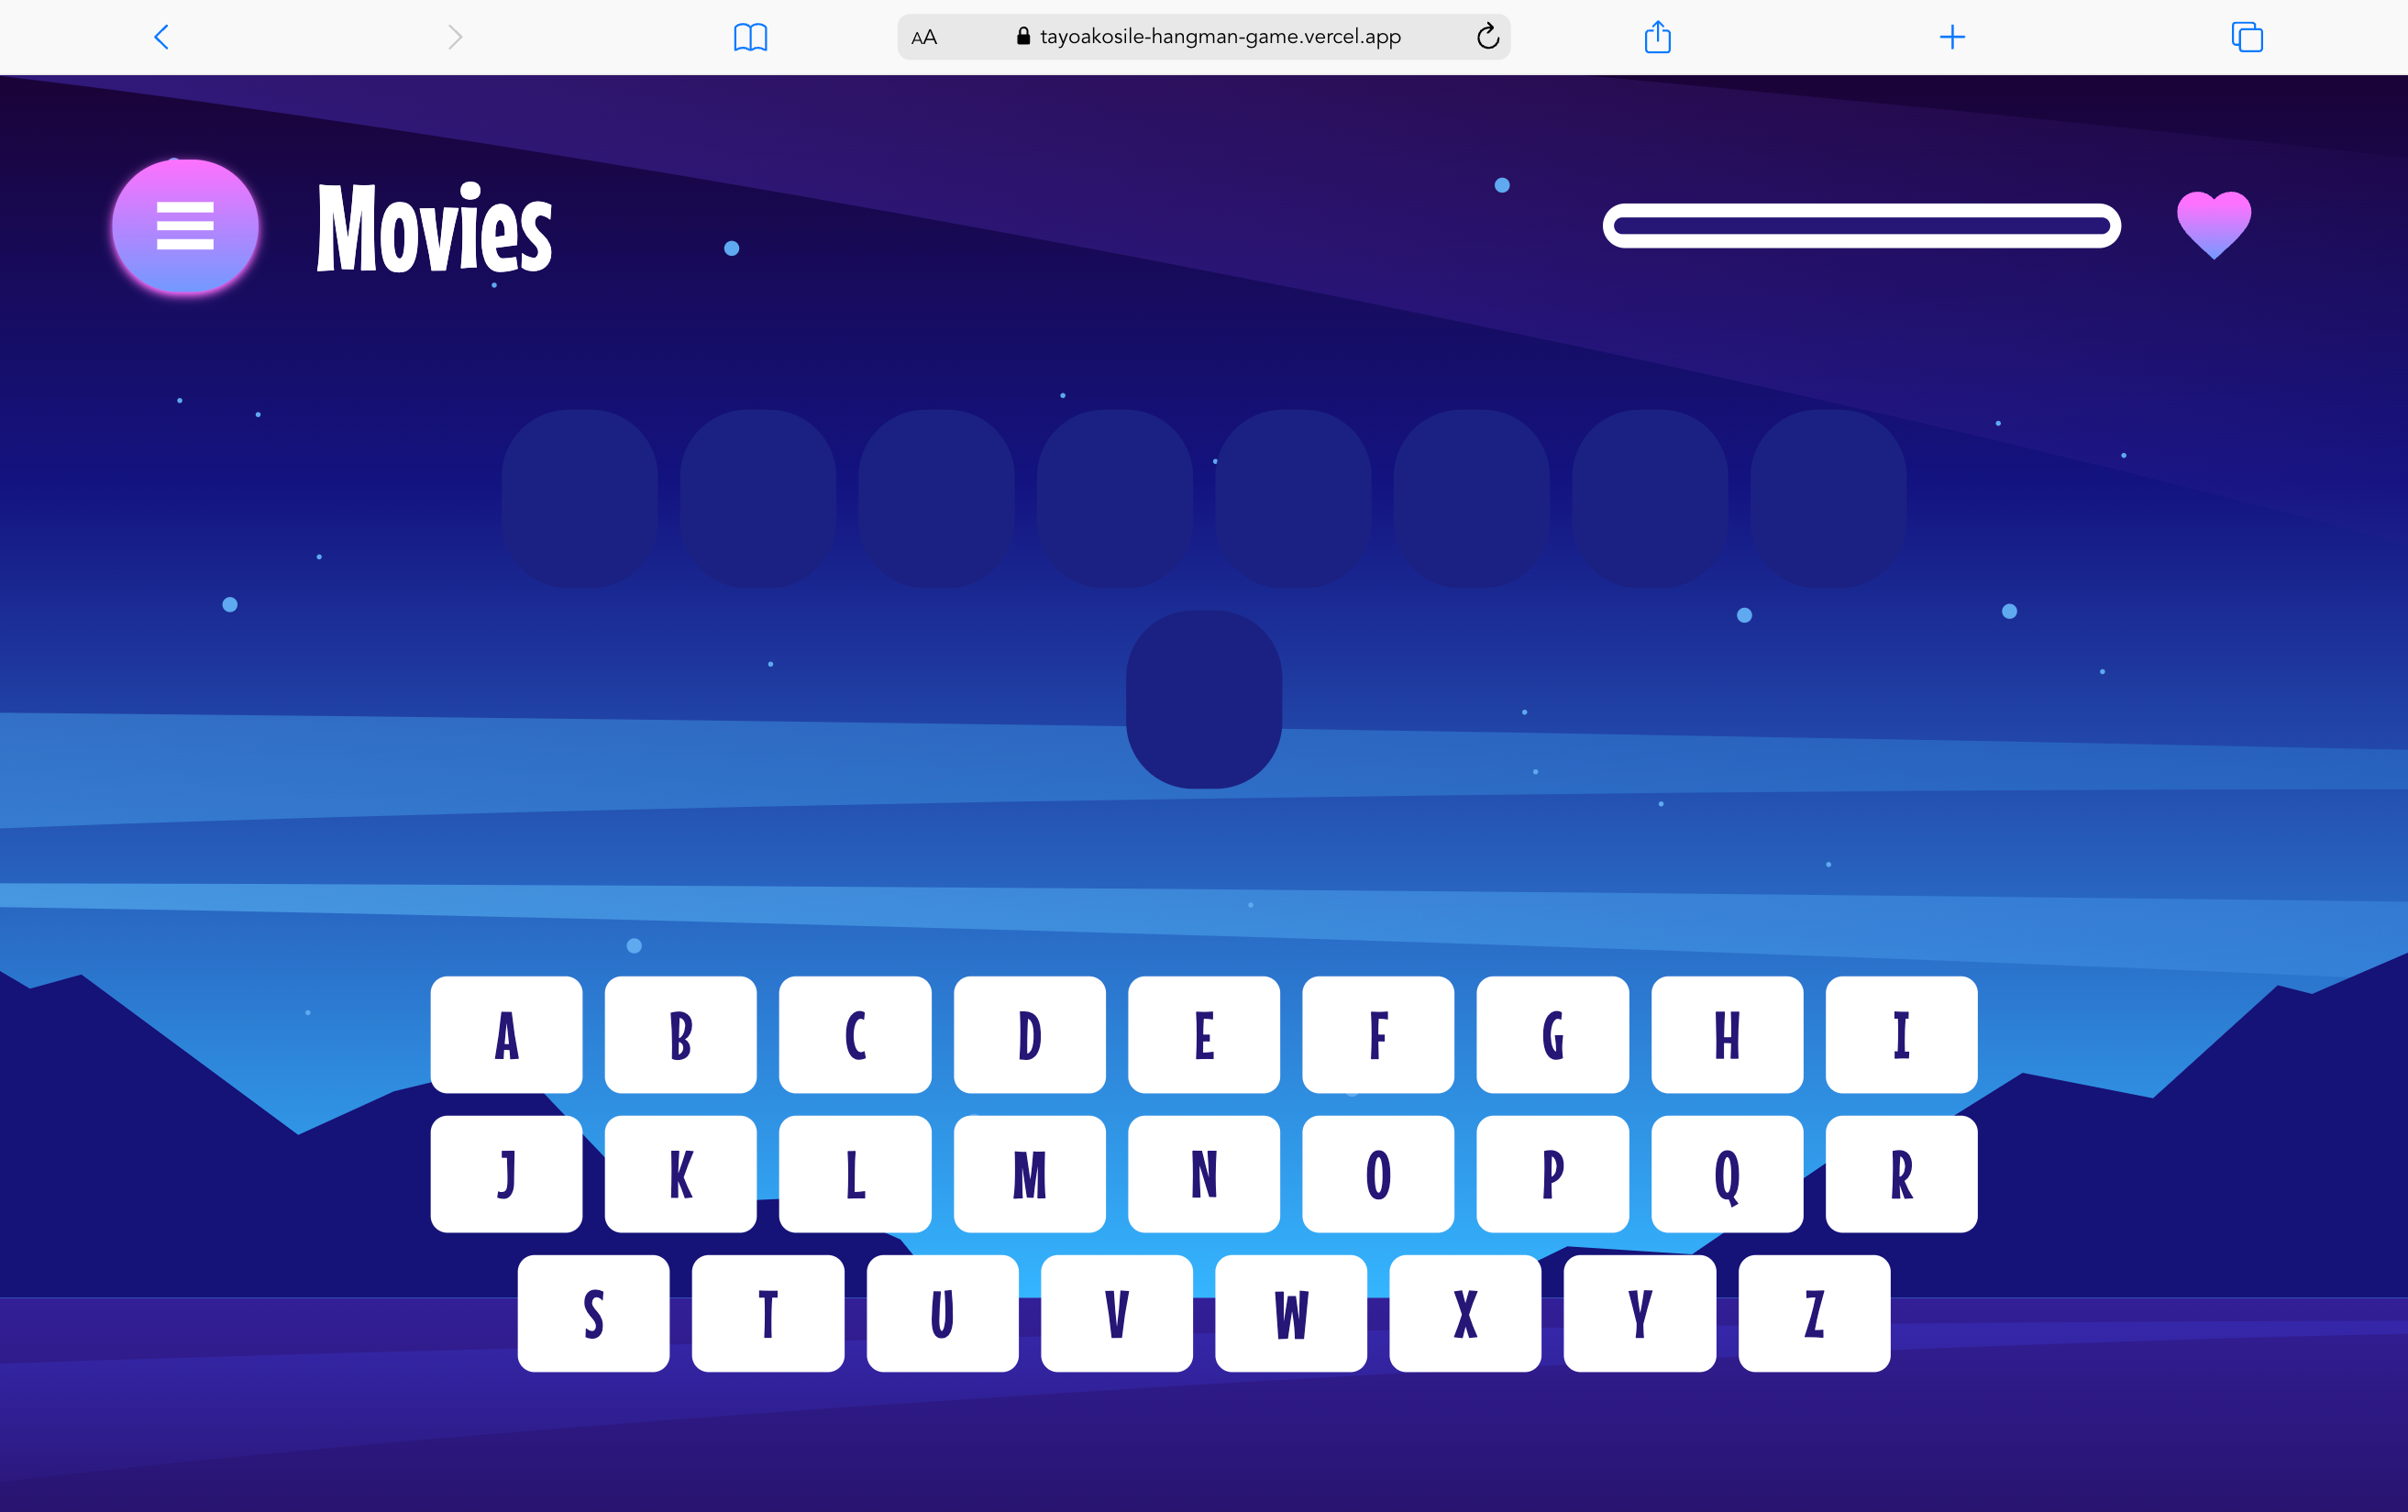 AA tayoakosile-hangman-game.vercel.app
Movies
A B C D E F G H I
J K L M N O P Q R
S T U V W X Y Z